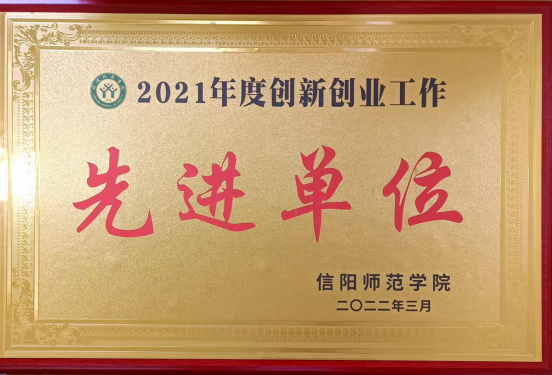 2021年度创新创业工作
先进单位
信阳师范学院
二〇二二年三月